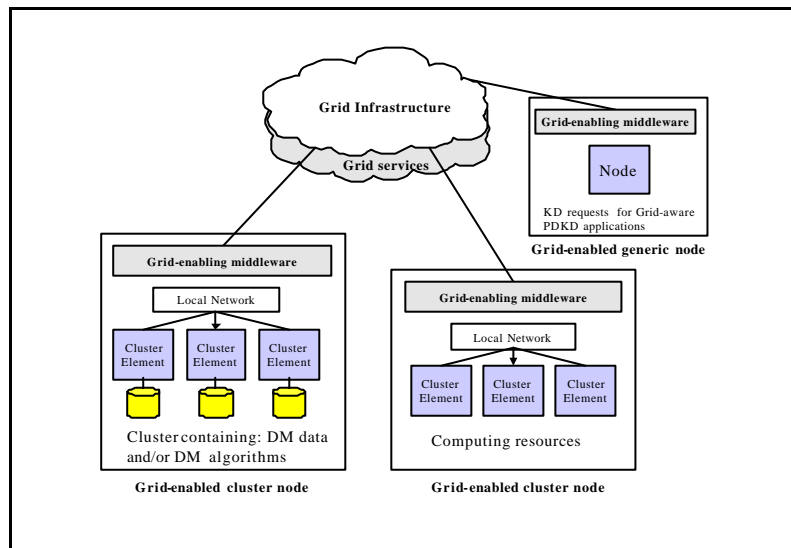 Grid Infrastructure
Grid services
Grid-enabling middleware
Node
KD requests for Grid-aware
PDKD applications
Grid-enabled generic node
Grid-enabling middleware
Local Network
Cluster
Element
Cluster
Element
Cluster
Element
Cluster containing: DM data
and/or DM algorithms
Grid-enabled cluster node
Grid-enabling middleware
Local Network
Cluster
Element
Cluster
Element
Cluster
Element
Computing resources
Grid-enabled cluster node